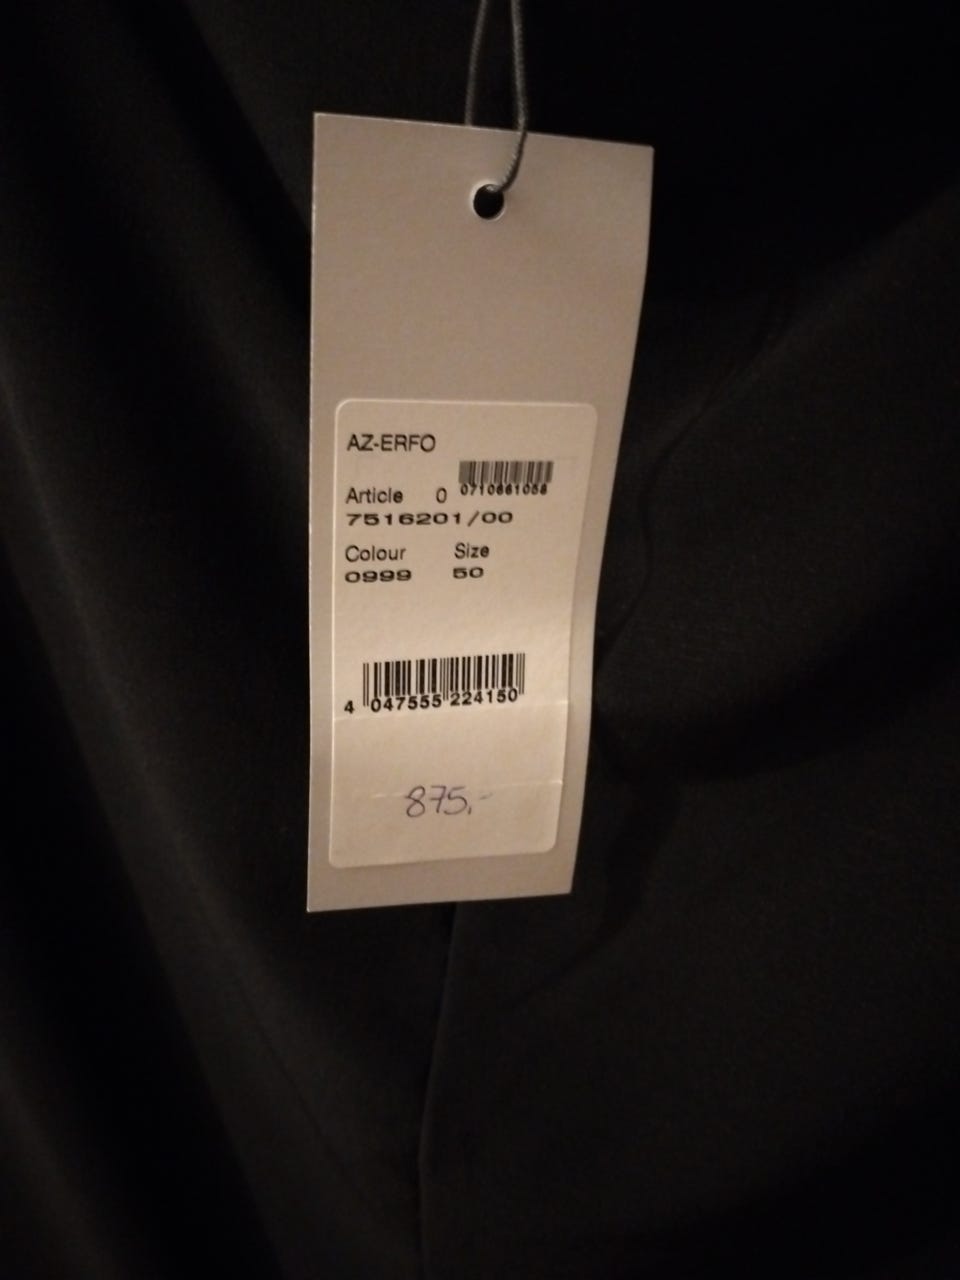 AZ-ERFO
0710661058
Article 0
7516201/00
Colour Size
0999 50
4 047555 224150
875,-